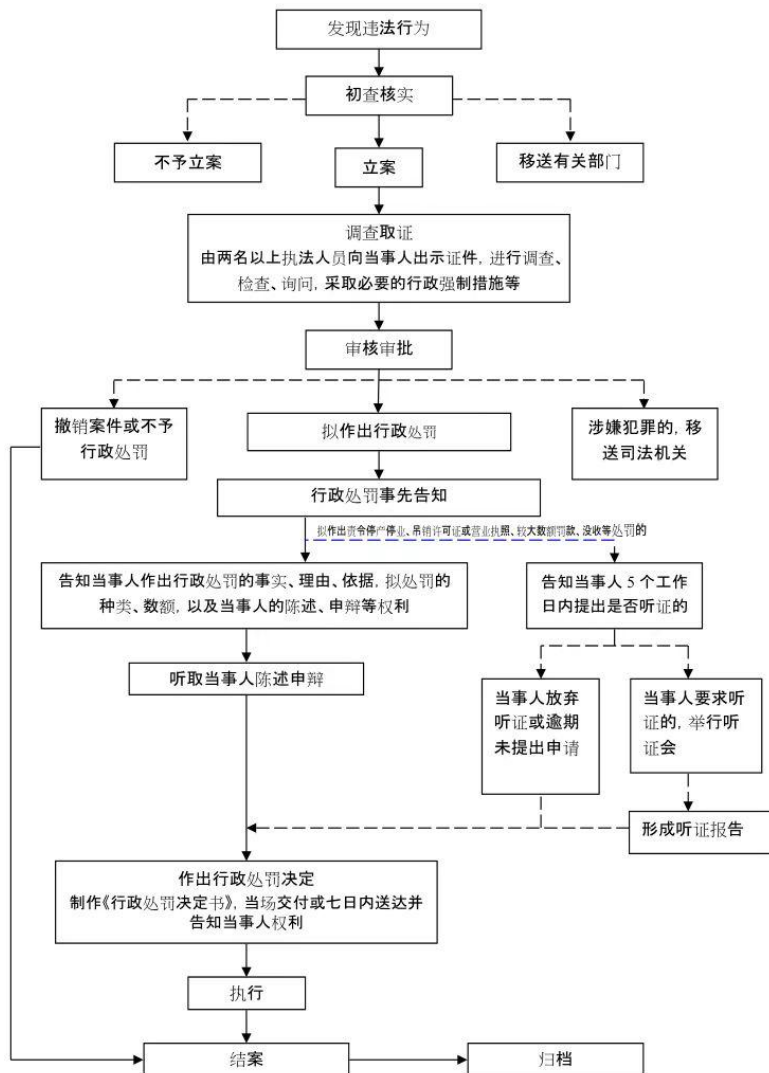 发现违法行为
初查核实
不予立案
立案
移送有关部门
调查取证
由两名以上执法人员向当事人出示证件，进行调查、
检查、询问，采取必要的行政强制措施等
审核审批
撤销案件或不予
行政处罚
拟作出行政处罚
涉嫌犯罪的，移
送司法机关
行政处罚事先告知
拟作出责令停产停业、吊销许可证或营业执照、较大数额罚款、没收等处罚的
告知当事人作出行政处罚的事实、理由、依据，拟处罚的
种类、数额，以及当事人的陈述、申辩等权利
告知当事人 5 个工作
日内提出是否听证的
听取当事人陈述申辩
当事人放弃
听证或逾期
未提出申请
当事人要求听
证的，举行听
证会
形成听证报告
作出行政处罚决定
制作《行政处罚决定书》，当场交付或七日内送达并
告知当事人权利
执行
结案
归档